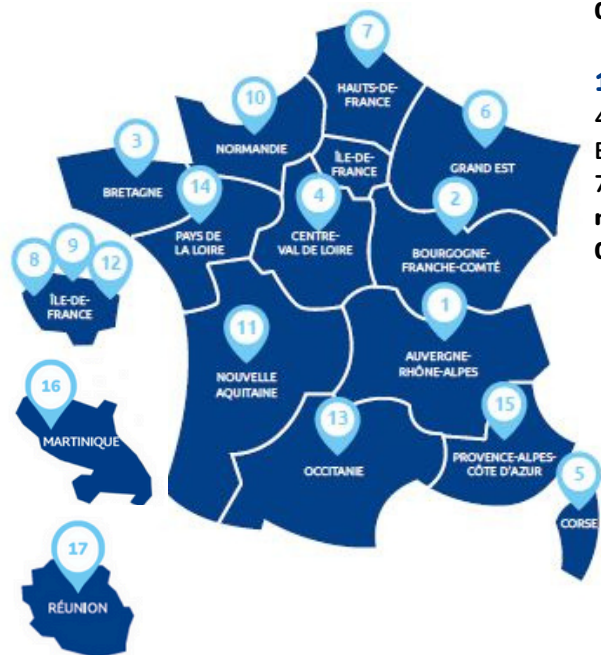 7
HAUTS-DE-
FRANCE
10
NORMANDIE
6
GRAND EST
3
BRETAGNE
ÎLE-DE-
FRANCE
14
PAYS DE
LA LOIRE
4
CENTRE-
VAL DE LOIRE
2
BOURGOGNE-
FRANCHE-COMTÉ
8
9
12
ÎLE-DE-
FRANCE
11
NOUVELLE
AQUITAINE
1
AUVERGNE-
RHÔNE-ALPES
16
MARTINIQUE
13
OCCITANIE
15
PROVENCE-ALPES-
CÔTE D'AZUR
5
CORSE
17
RÉUNION